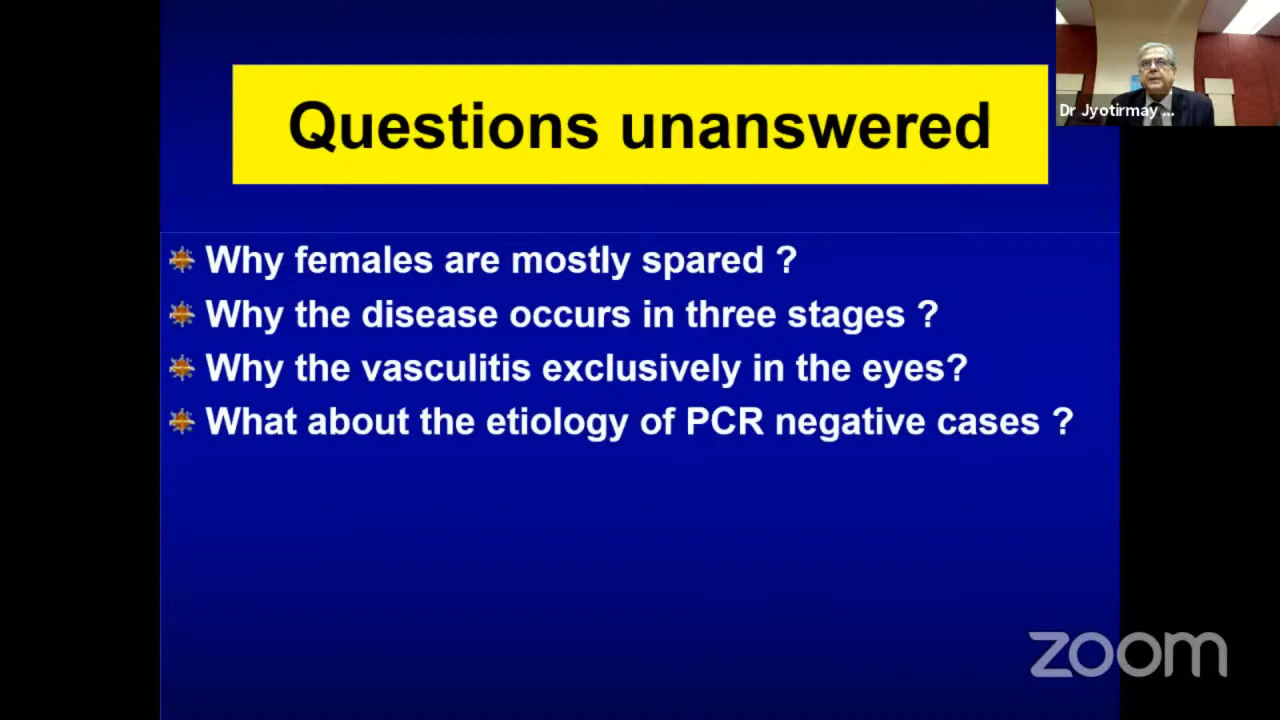 Questions unanswered
Dr Jyotirmay ...
Why females are mostly spared ?
Why the disease occurs in three stages ?
Why the vasculitis exclusively in the eyes?
What about the etiology of PCR negative cases ?
zoom